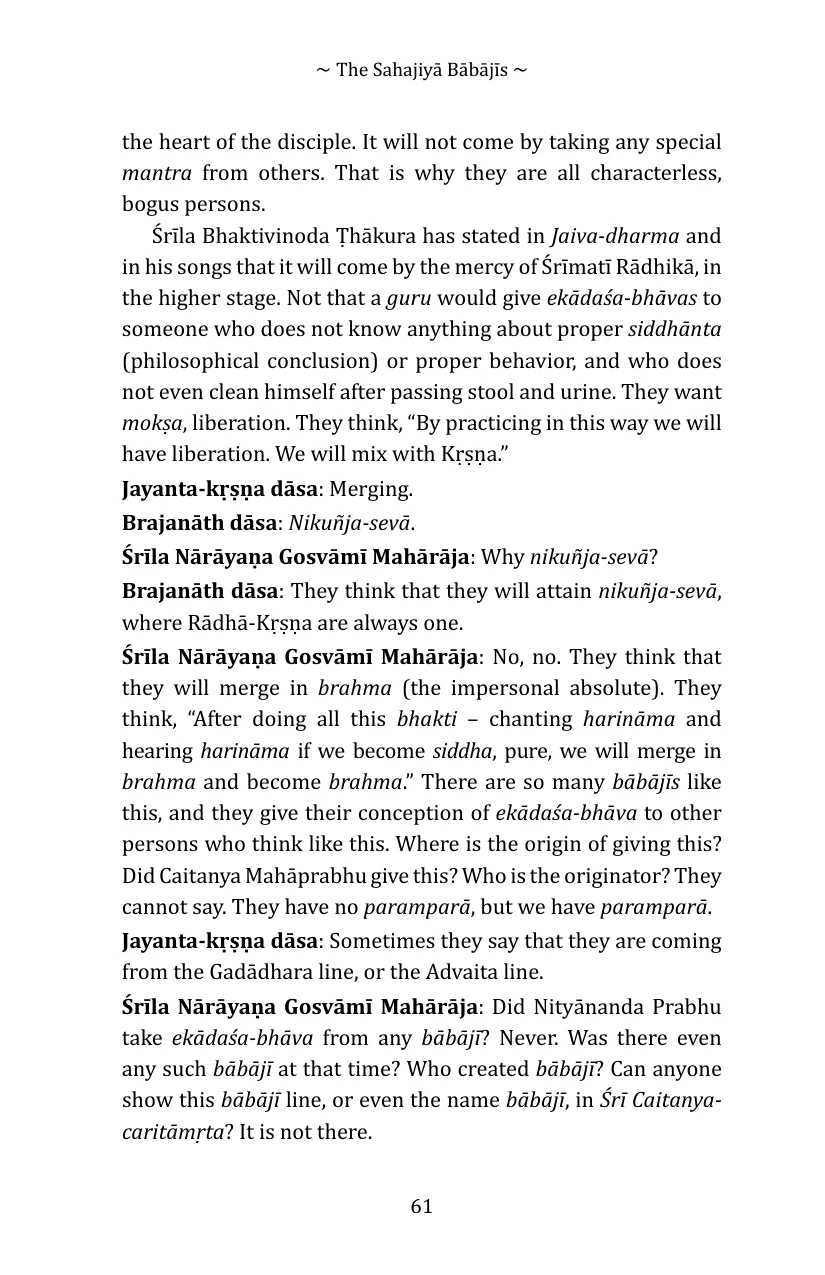 ~ The Sahajiyā Bābājīs ~
the heart of the disciple. It will not come by taking any special
mantra from others. That is why they are all characterless,
bogus persons.
Śrīla Bhaktivinoda Ṭhākura has stated in Jaiva-dharma and
in his songs that it will come by the mercy of Śrīmatī Rādhikā, in
the higher stage. Not that a guru would give ekādaśa-bhāvas to
someone who does not know anything about proper siddhānta
(philosophical conclusion) or proper behavior, and who does
not even clean himself after passing stool and urine. They want
mokṣa, liberation. They think, “By practicing in this way we will
have liberation. We will mix with Kṛṣṇa.”
Jayanta-kṛṣṇa dāsa: Merging.
Brajanāth dāsa: Nikuñja-sevā.
Śrīla Nārāyaṇa Gosvāmī Mahārāja: Why nikuñja-sevā?
Brajanāth dāsa: They think that they will attain nikuñja-sevā,
where Rādhā-Kṛṣṇa are always one.
Śrīla Nārāyaṇa Gosvāmī Mahārāja: No, no. They think that
they will merge in brahma (the impersonal absolute). They
think, “After doing all this bhakti – chanting harināma and
hearing harināma if we become siddha, pure, we will merge in
brahma and become brahma.” There are so many bābājīs like
this, and they give their conception of ekādaśa-bhāva to other
persons who think like this. Where is the origin of giving this?
Did Caitanya Mahāprabhu give this? Who is the originator? They
cannot say. They have no paramparā, but we have paramparā.
Jayanta-kṛṣṇa dāsa: Sometimes they say that they are coming
from the Gadādhara line, or the Advaita line.
Śrīla Nārāyaṇa Gosvāmī Mahārāja: Did Nityānanda Prabhu
take ekādaśa-bhāva from any bābājī? Never. Was there even
any such bābājī at that time? Who created bābājī? Can anyone
show this bābājī line, or even the name bābājī, in Śrī Caitanya-
caritāmṛta? It is not there.
61